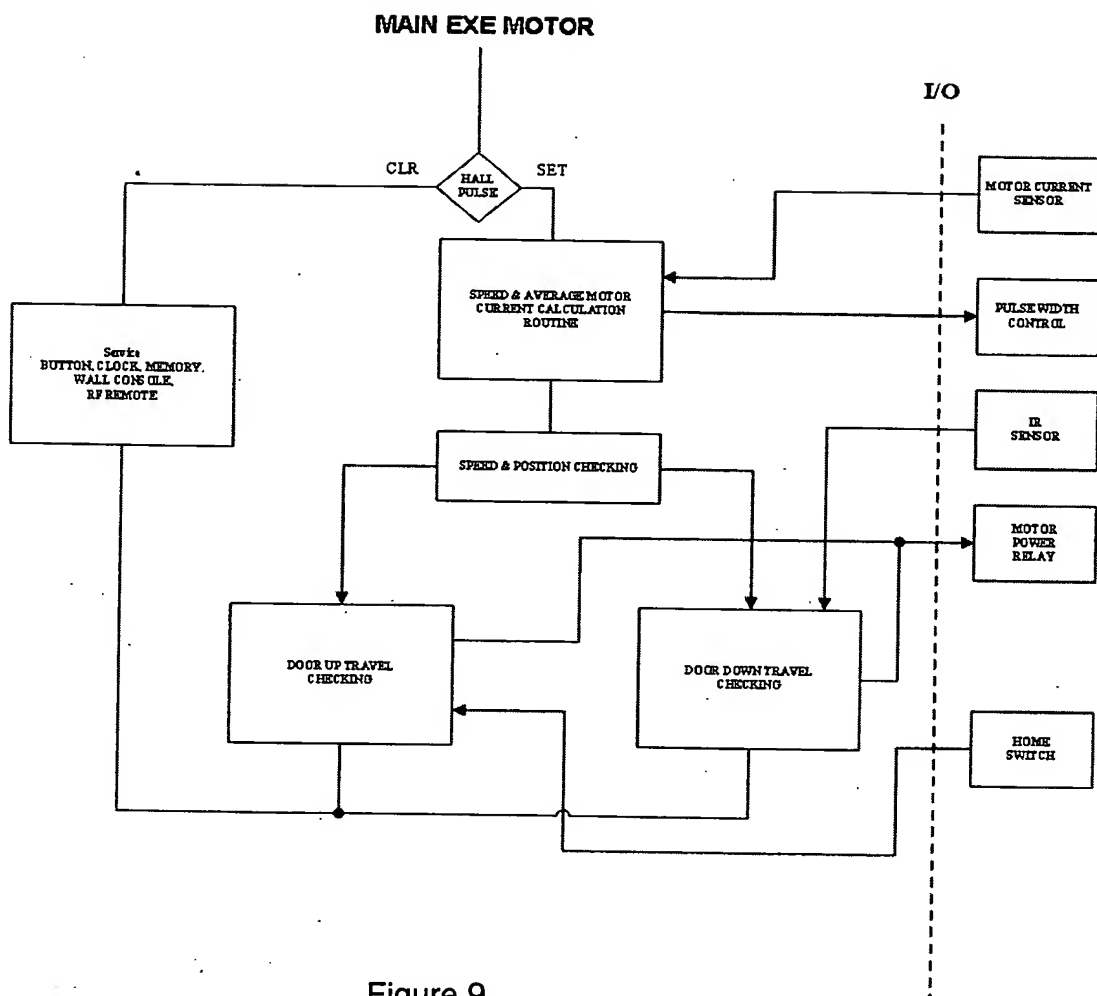 MAIN EXE MOTOR
I/O
CLR
HALL
PULSE
SET
MOTOR CURRENT
SENSOR
SPEED & AVERAGE MOTOR
CURRENT CALCULATION
ROUTINE
PULSE WIDTH
CONTROL
Service
BUTTON, CLOCK, MEMORY,
WALL CONSOLE,
RF REMOTE
IR
SENSOR
SPEED & POSITION CHECKING
MOTOR
POWER
RELAY
DOOR UP TRAVEL
CHECKING
DOOR DOWN TRAVEL
CHECKING
HOME
SWITCH
Figure 9